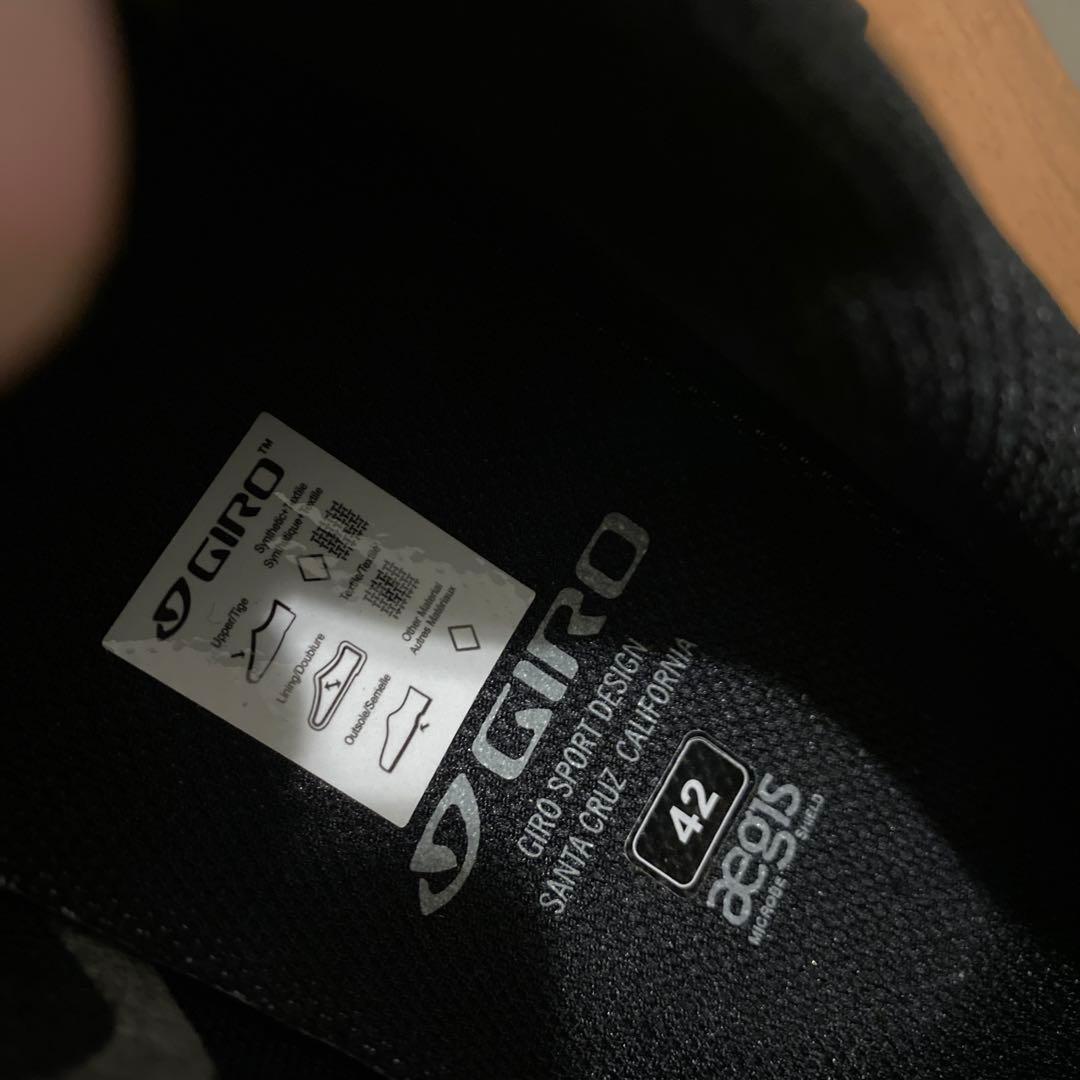 GIRO™
Synthetic+Textile
Synthétique+Textile
Upper/Tige
Textile/Textile
Lining/Doublure
Other Material
Autres Matériaux
Outsole/Semelle
GIRO
GIRO SPORT DESIGN
SANTA CRUZ CALIFORNIA
42
aegis
MICROBE SHIELD